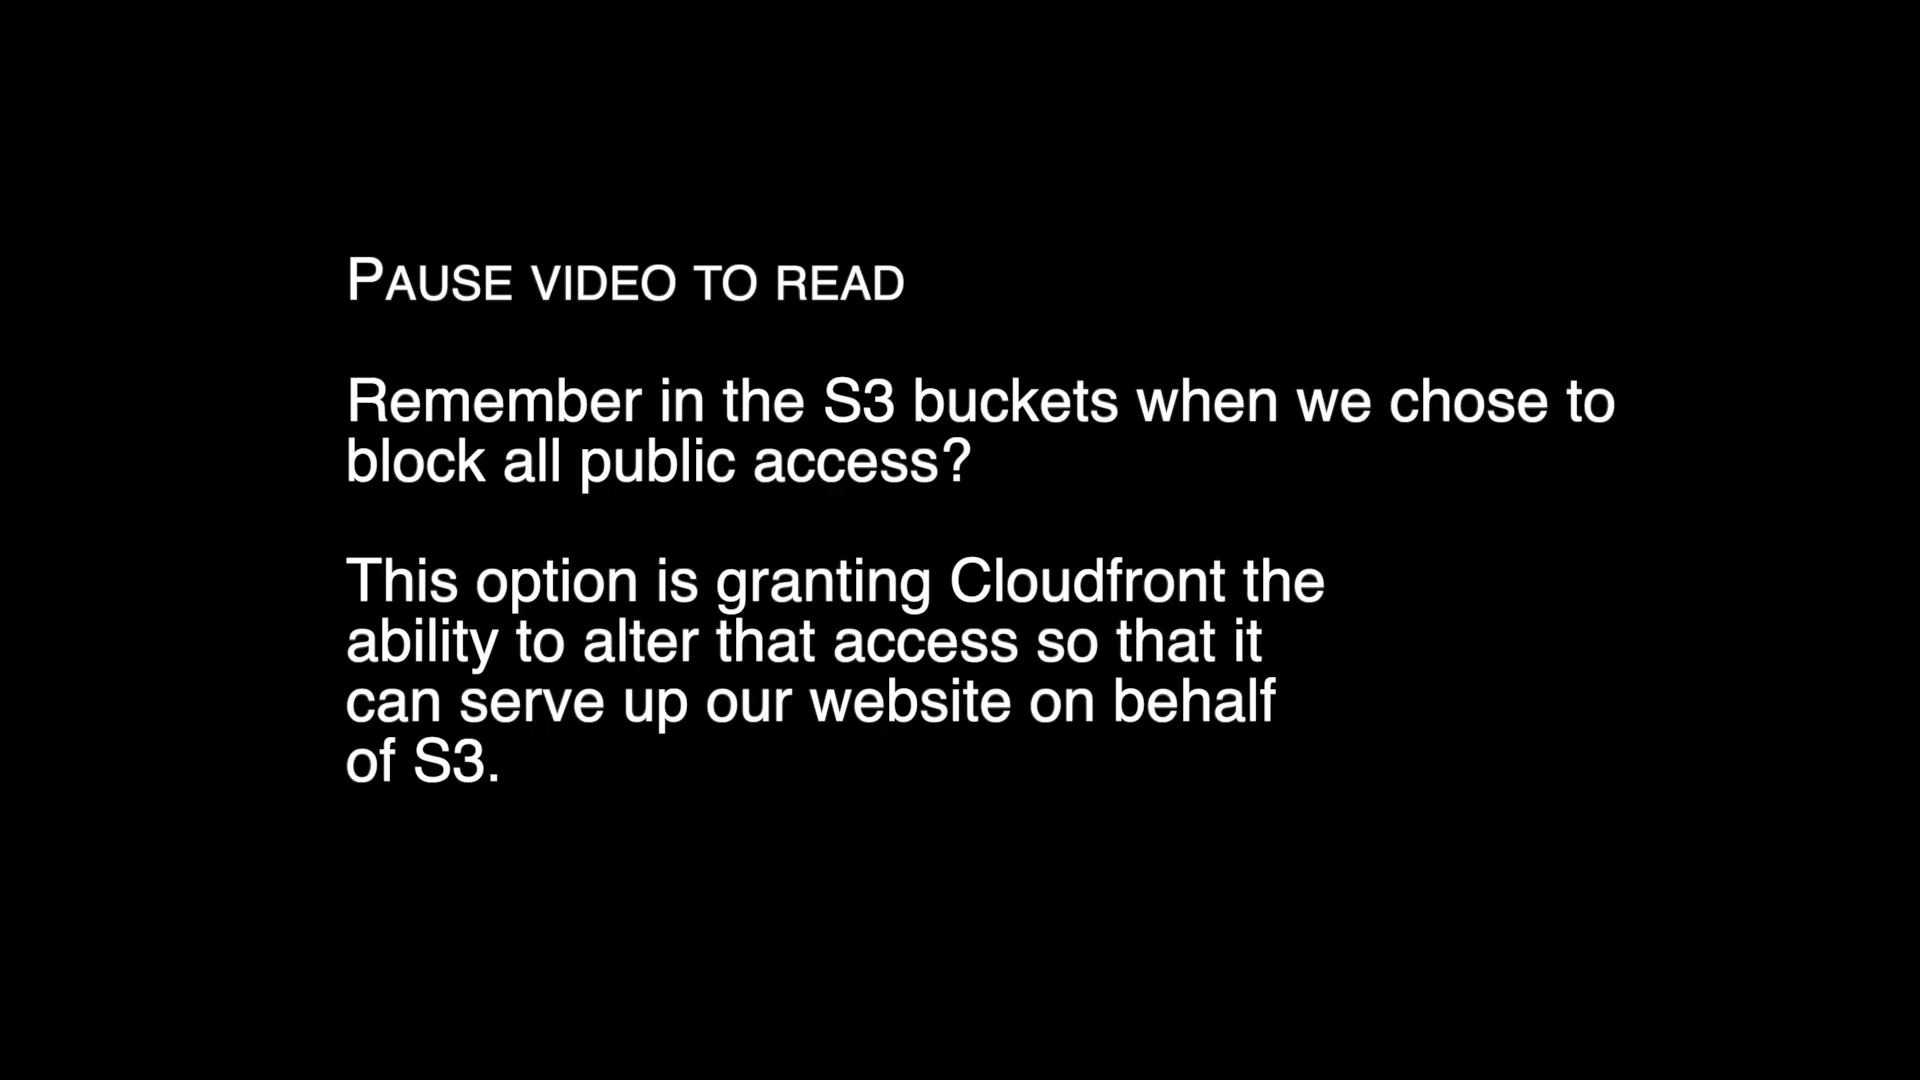 PAUSE VIDEO TO READ
Remember in the S3 buckets when we chose to
block all public access?
This option is granting Cloudfront the
ability to alter that access so that it
can serve up our website on behalf
of S3.